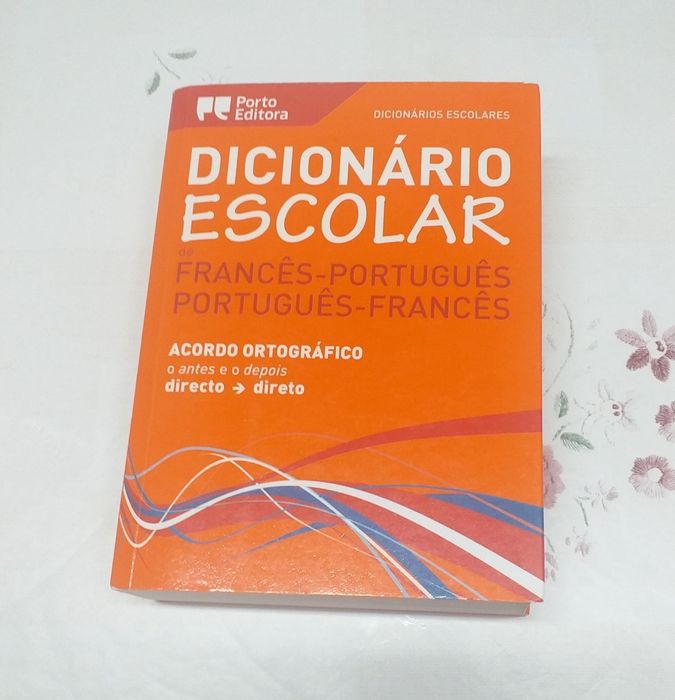 Porto
Editora
DICIONÁRIOS ESCOLARES
DICIONÁRIO
ESCOLAR
de
FRANCÊS-PORTUGUÊS
PORTUGUÊS-FRANCÊS
ACORDO ORTOGRÁFICO
o antes e o depois
directo → direto